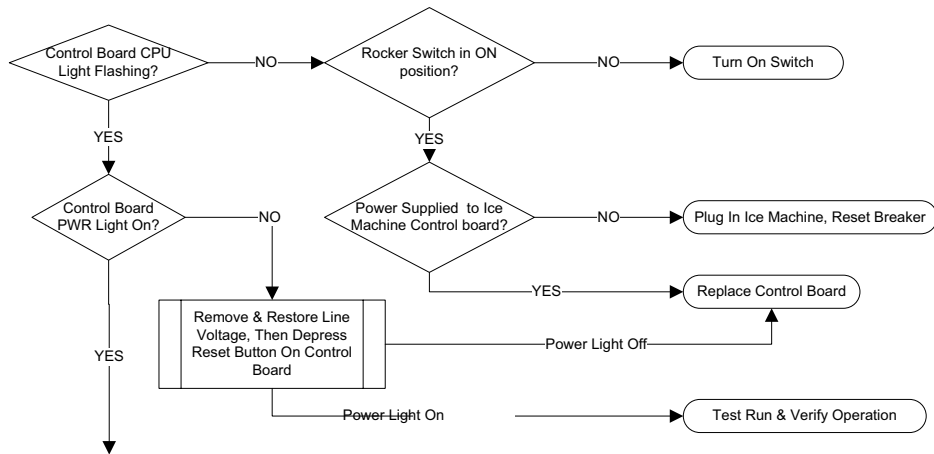 Control Board CPU
Light Flashing?
NO
Rocker Switch in ON
position?
NO
Turn On Switch
YES
YES
Control Board
PWR Light On?
NO
Power Supplied to Ice
Machine Control board?
NO
Plug In Ice Machine, Reset Breaker
YES
Replace Control Board
Remove & Restore Line
Voltage, Then Depress
Reset Button On Control
Board
YES
Power Light Off
Power Light On
Test Run & Verify Operation